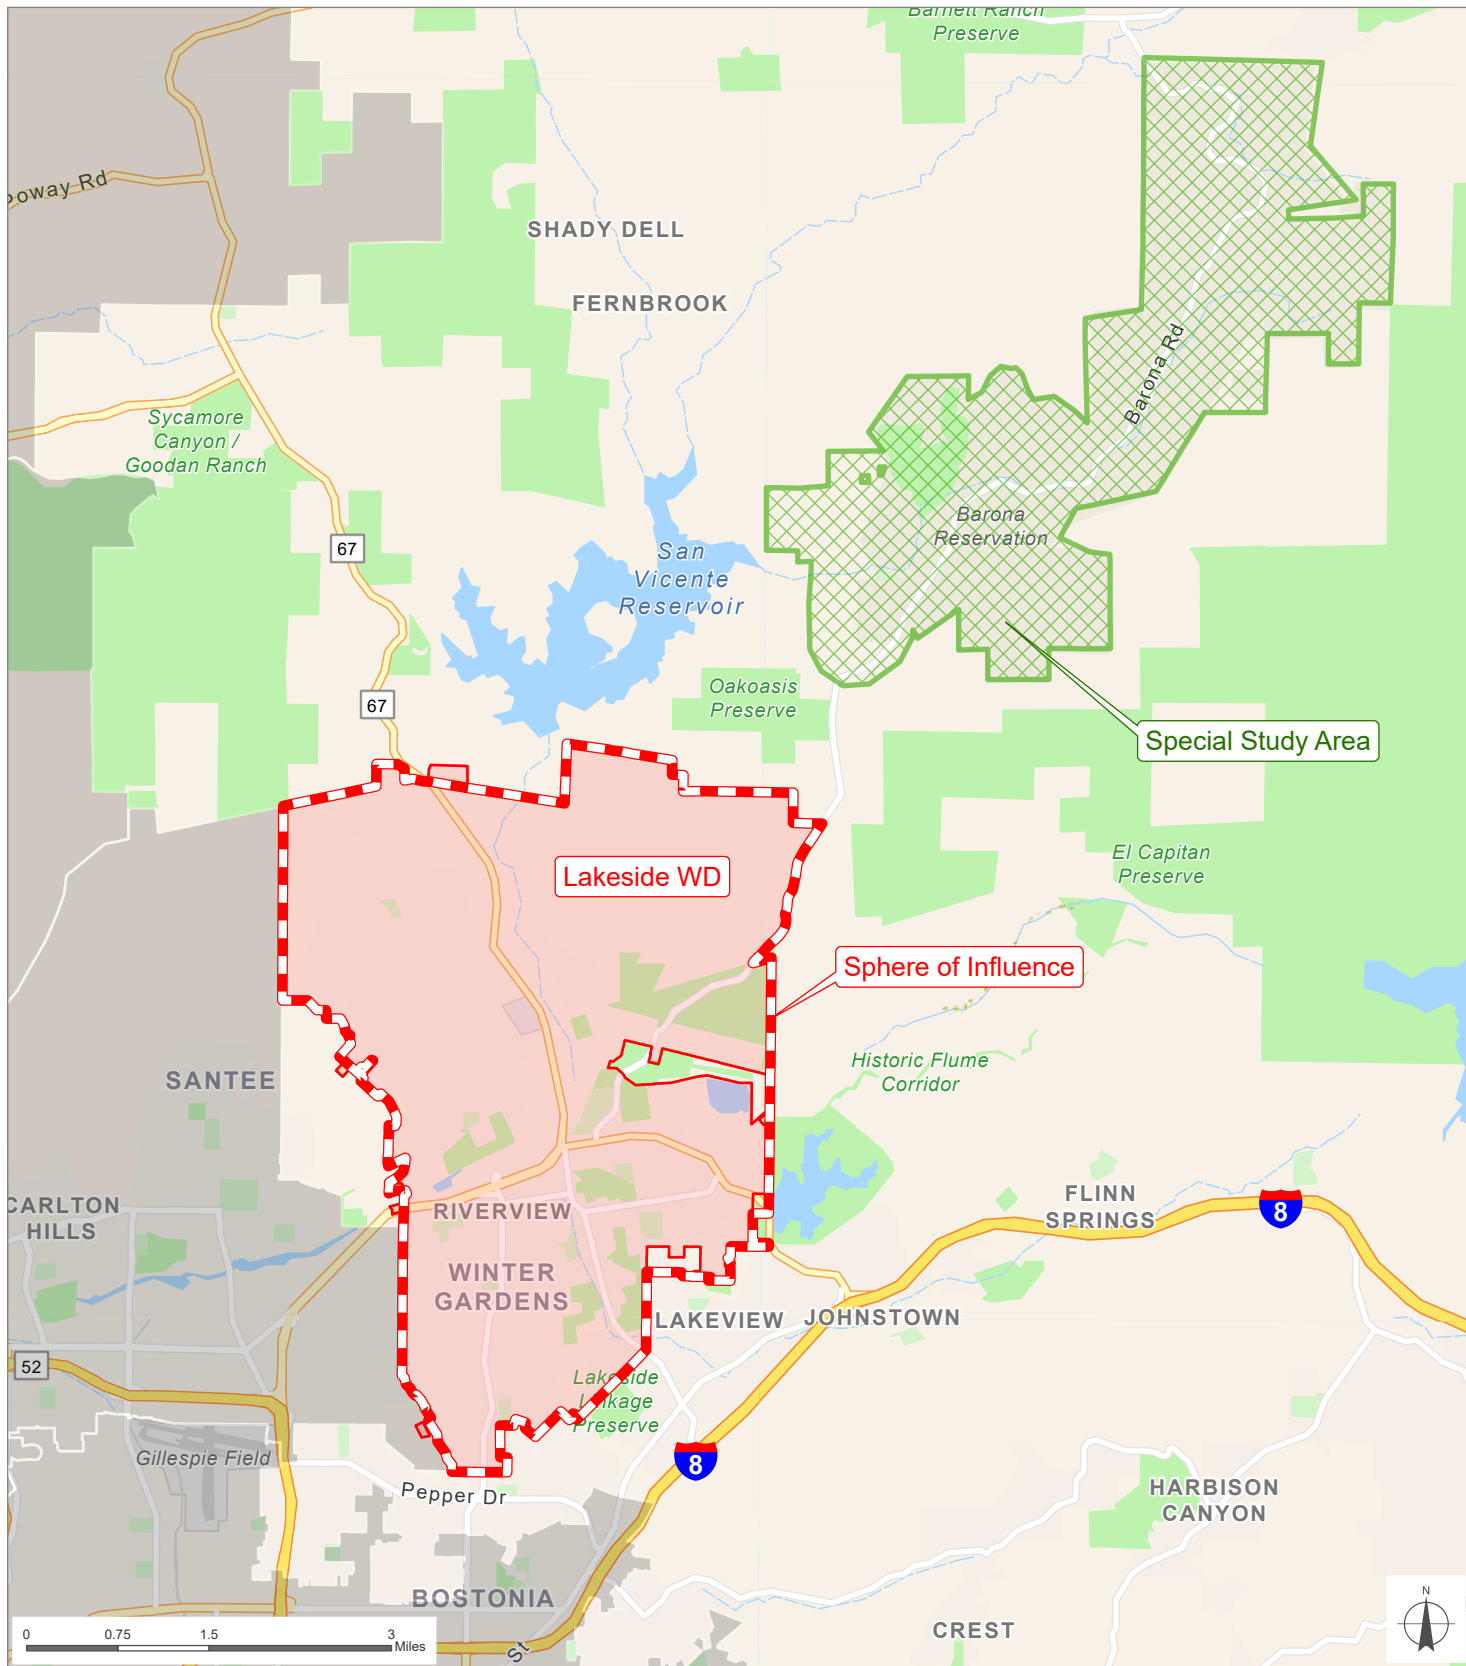 Barnett Ranch
Preserve
Poway Rd
SHADY DELL
FERNBROOK
Barona Rd
Sycamore
Canyon /
Goodan Ranch
Barona
Reservation
67
San
Vicente
Reservoir
67
Oakoasis
Preserve
Special Study Area
Lakeside WD
El Capitan
Preserve
Sphere of Influence
Historic Flume
Corridor
SANTEE
CARLTON
HILLS
RIVERVIEW
FLINN
SPRINGS
8
WINTER
GARDENS
LAKEVIEW
JOHNSTOWN
52
Lakeside
Linkage
Preserve
Gillespie Field
8
Pepper Dr
HARBISON
CANYON
BOSTONIA
CREST
St
N
0 0.75 1.5 3
Miles